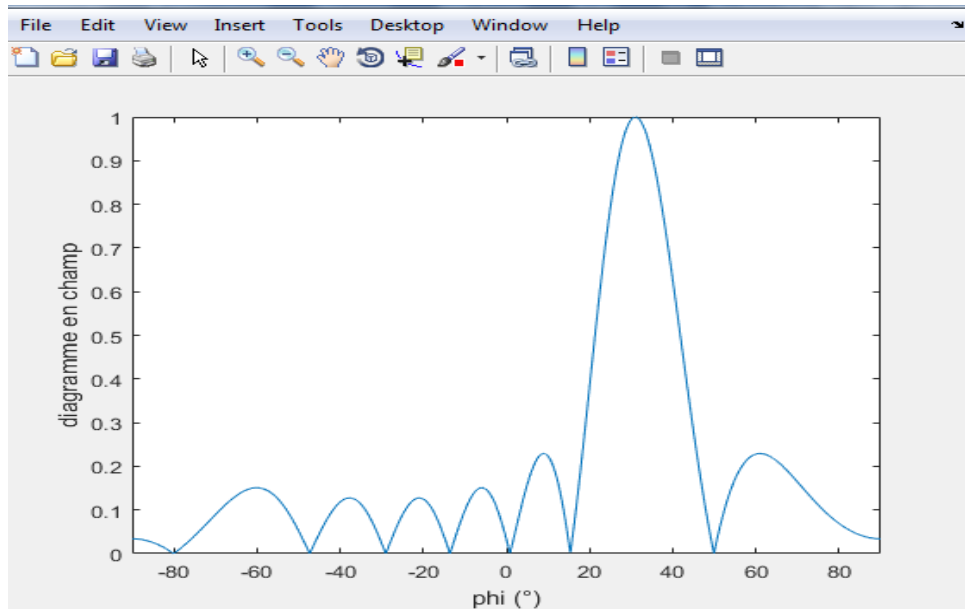 File Edit View Insert Tools Desktop Window Help
1
0.9
0.8
0.7
0.6
0.5
0.4
0.3
0.2
0.1
0
diagramme en champ
-80 -60 -40 -20 0 20 40 60 80
phi (°)